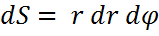 dS = r dr dφ